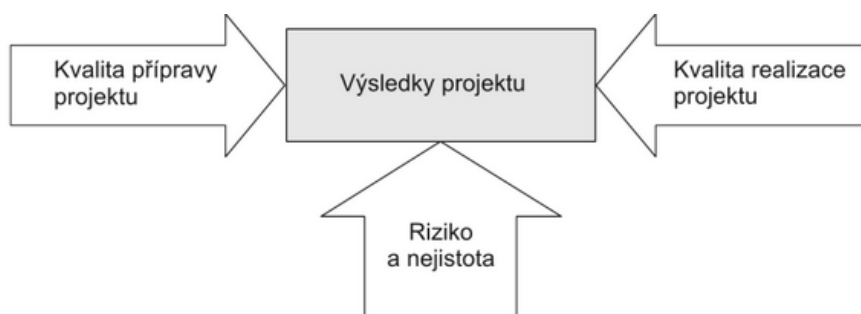 Kvalita přípravy
projektu
Výsledky projektu
Kvalita realizace
projektu
Riziko
a nejistota